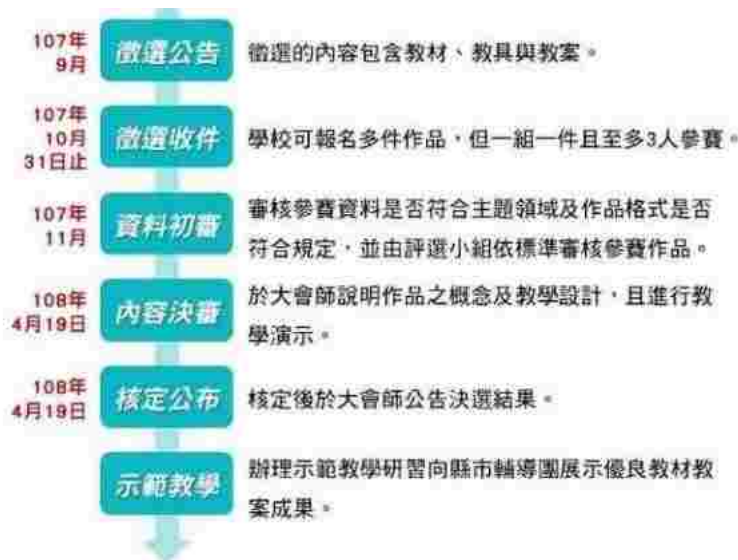 107年
9月
徵選公告
徵選的內容包含教材、教具與教案。
107年
10月
31日止
徵選收件
學校可報名多件作品，但一組一件且至多3人參賽。
107年
11月
資料初審
審核參賽資料是否符合主題領域及作品格式是否
符合規定，並由評選小組依標準審核參賽作品。
108年
4月19日
內容決審
於大會師說明作品之概念及教學設計，且進行教
學演示。
108年
4月19日
核定公布
核定後於大會師公告決選結果。
示範教學
辦理示範教學研習向縣市輔導團展示優良教材教
案成果。